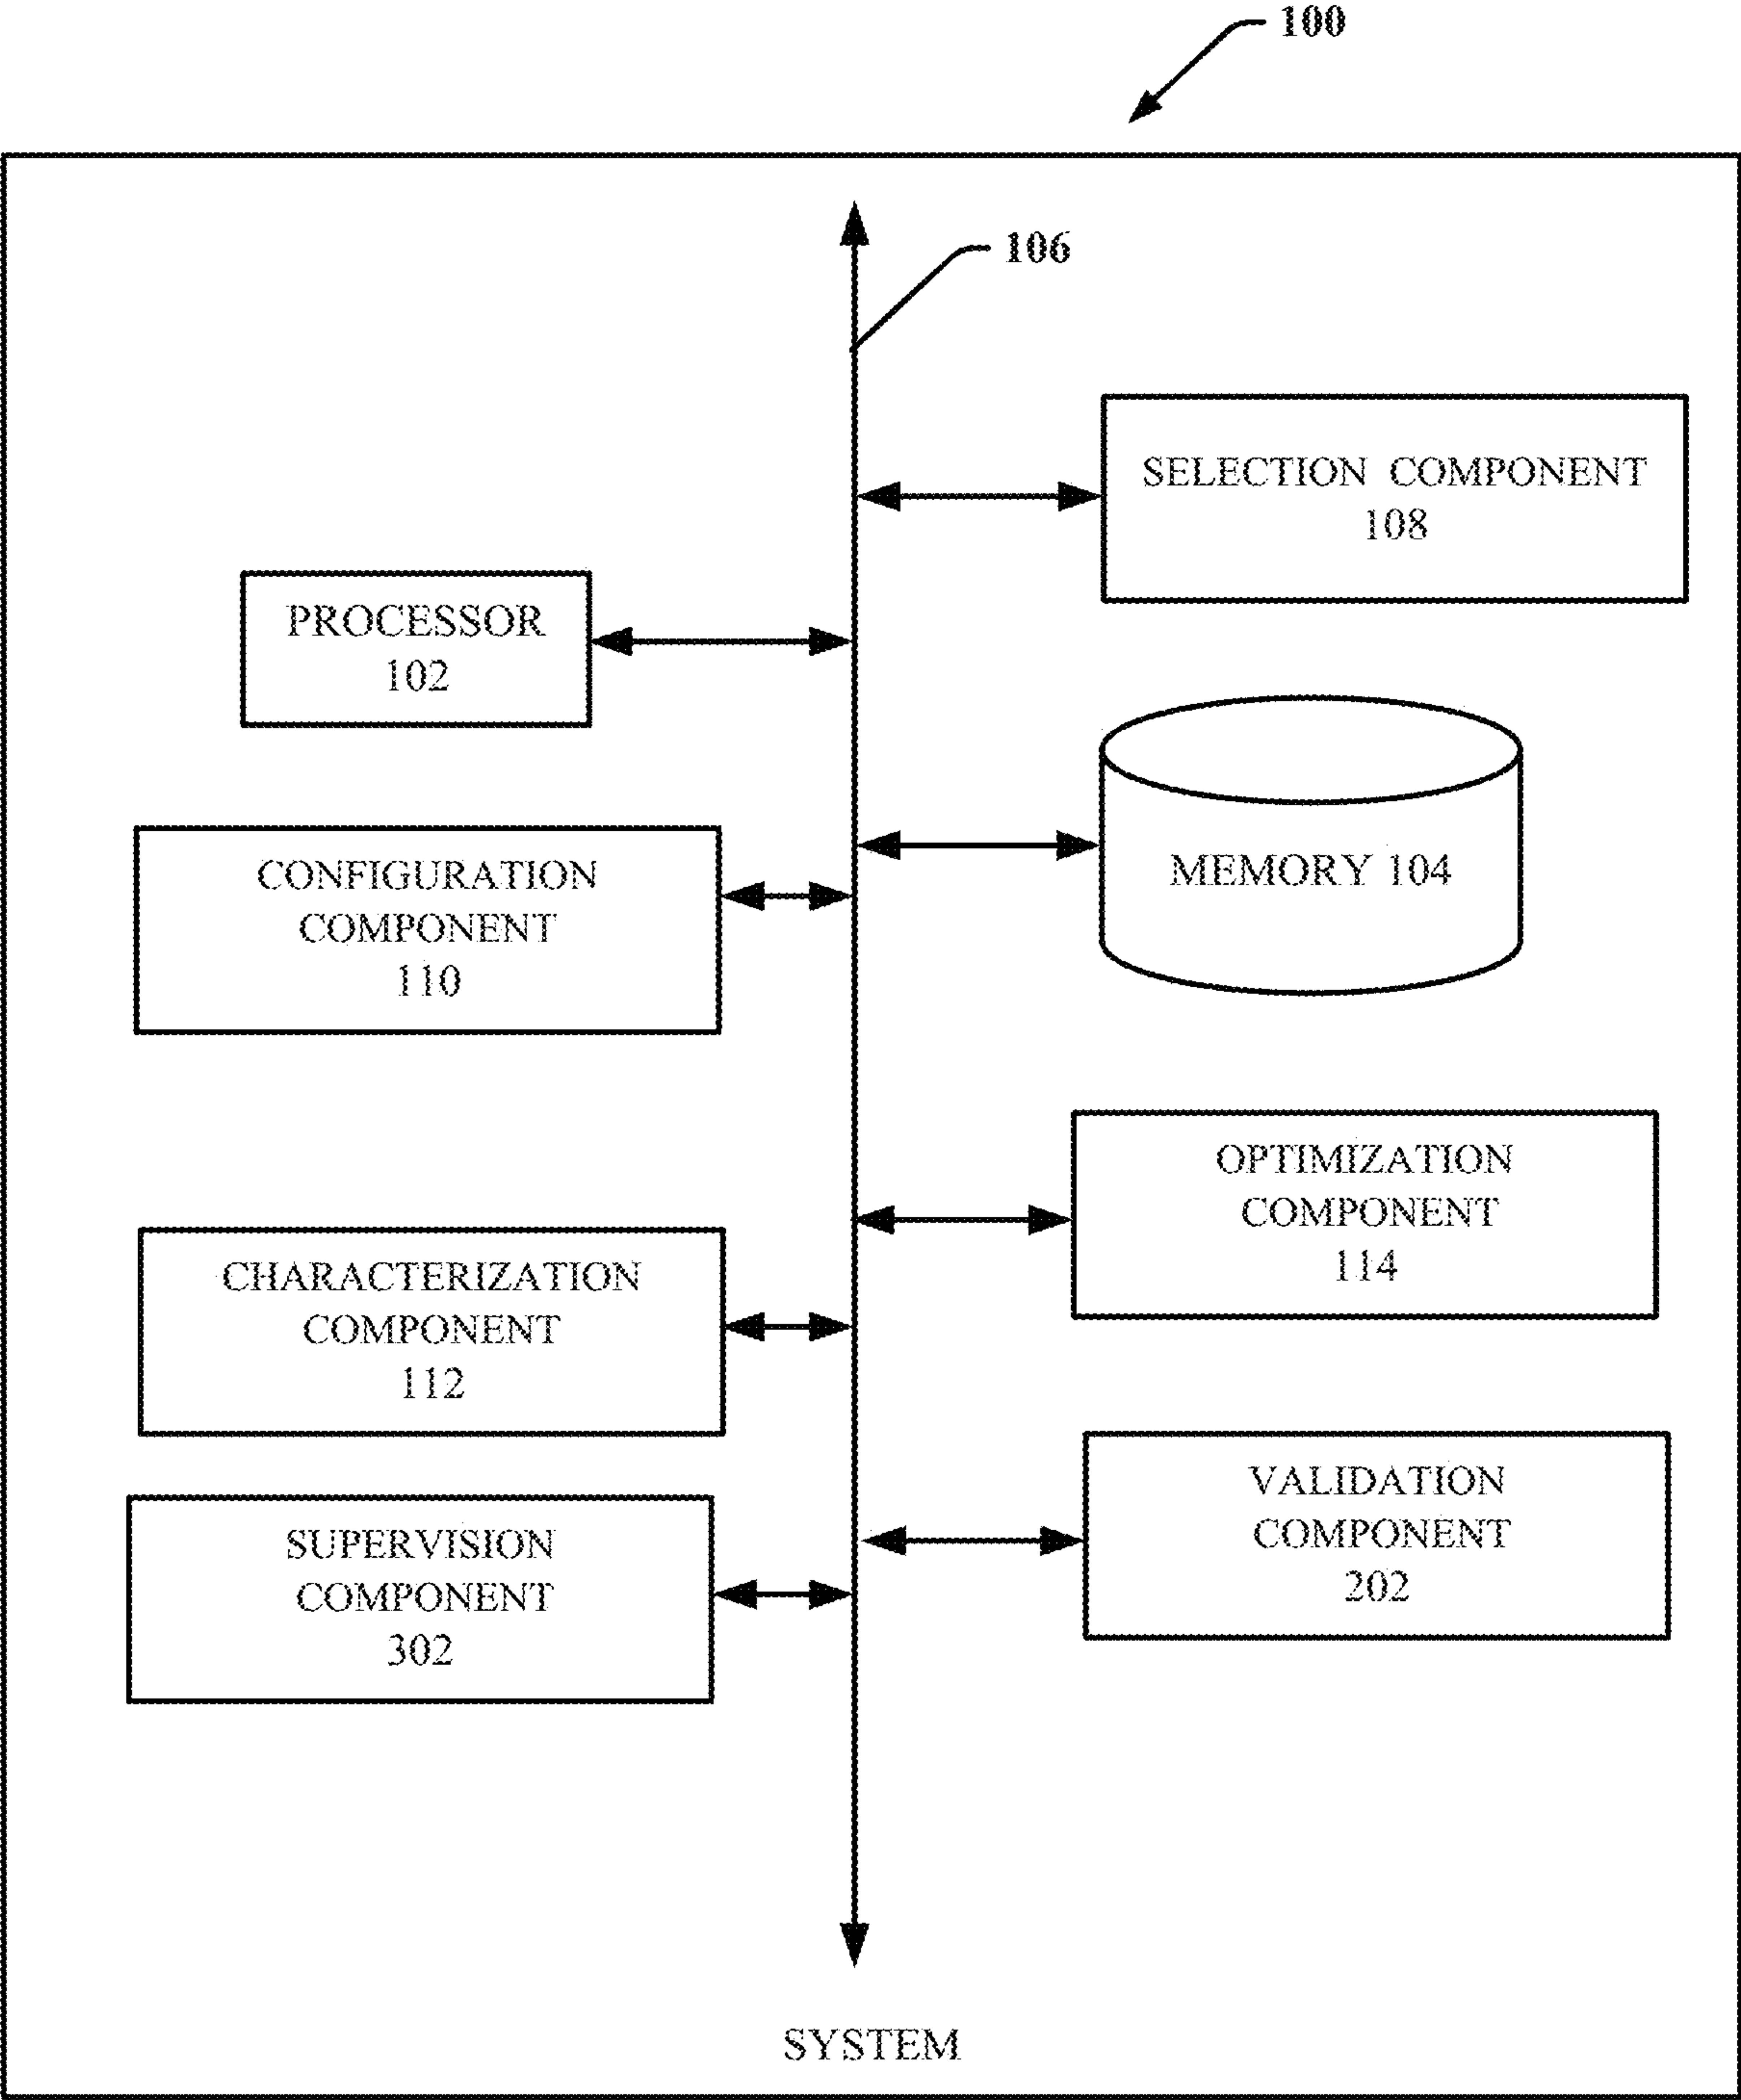 100
106
SELECTION COMPONENT
108
PROCESSOR
102
MEMORY 104
CONFIGURATION
COMPONENT
110
OPTIMIZATION
COMPONENT
114
CHARACTERIZATION
COMPONENT
112
VALIDATION
COMPONENT
202
SUPERVISION
COMPONENT
302
SYSTEM